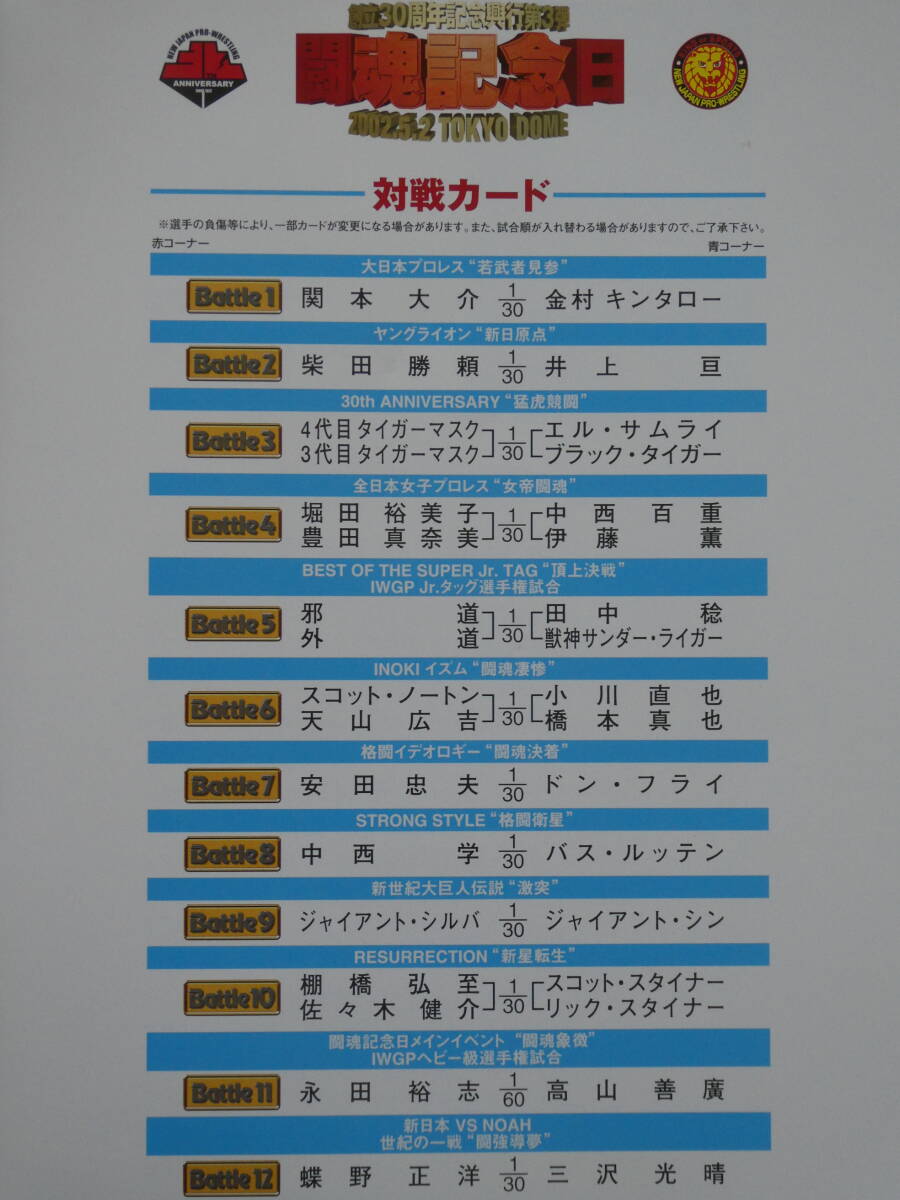 創立30周年記念興行第3弾
NEW JAPAN PRO-WRESTLING
ANNIVERSARY
闘魂記念日
KING OF SPORTS
NEW JAPAN PRO-WRESTLING
2002.5.2 TOKYO DOME
対戦カード
※選手の負傷等により、一部カードが変更になる場合があります。また、試合順が入れ替わる場合がありますので、ご了承下さい。
赤コーナー 青コーナー
大日本プロレス“若武者見参”
Battle1 関本大介 1/30 金村キンタロー
ヤングライオン“新日原点”
Battle2 柴田勝頼 1/30 井上亘
30th ANNIVERSARY“猛虎競闘”
Battle3 4代目タイガーマスク 1/30 エル・サムライ
3代目タイガーマスク ブラック・タイガー
全日本女子プロレス“女帝闘魂”
Battle4 堀田裕美子 1/30 中西百重
豊田真奈美 伊藤薫
BEST OF THE SUPER Jr. TAG“頂上決戦”
IWGP Jr.タッグ選手権試合
Battle5 邪道 1/30 田中稔
外道 獣神サンダー・ライガー
INOKIイズム“闘魂凄惨”
Battle6 スコット・ノートン 1/30 小川直也
天山広吉 橋本真也
格闘イデオロギー“闘魂決着”
Battle7 安田忠夫 1/30 ドン・フライ
STRONG STYLE“格闘衛星”
Battle8 中西学 1/30 バス・ルッテン
新世紀大巨人伝説“激突”
Battle9 ジャイアント・シルバ 1/30 ジャイアント・シン
RESURRECTION“新星転生”
Battle10 棚橋弘至 1/30 スコット・スタイナー
佐々木健介 リック・スタイナー
闘魂記念日メインイベント “闘魂象徴”
IWGPヘビー級選手権試合
Battle11 永田裕志 1/60 高山善廣
新日本 VS NOAH
世紀の一戦“闘強導夢”
Battle12 蝶野正洋 1/30 三沢光晴